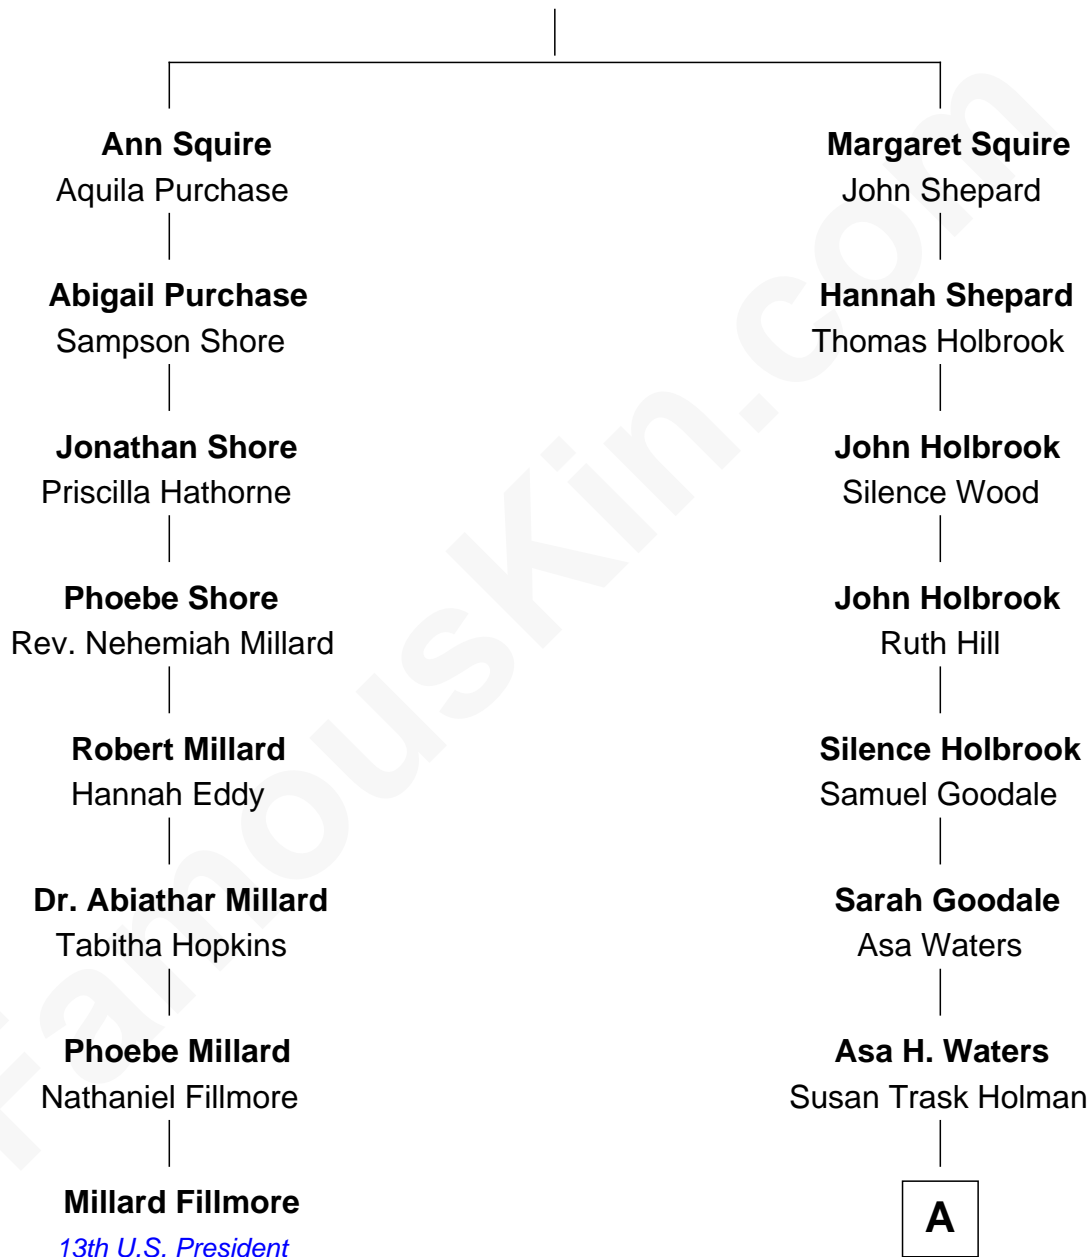 Ann Squire
Aquila Purchase
Margaret Squire
John Shepard
Abigail Purchase
Sampson Shore
Hannah Shepard
Thomas Holbrook
Jonathan Shore
Priscilla Hathorne
John Holbrook
Silence Wood
Phoebe Shore
Rev. Nehemiah Millard
John Holbrook
Ruth Hill
Robert Millard
Hannah Eddy
Silence Holbrook
Samuel Goodale
Dr. Abiathar Millard
Tabitha Hopkins
Sarah Goodale
Asa Waters
Phoebe Millard
Nathaniel Fillmore
Asa H. Waters
Susan Trask Holman
Millard Fillmore
13th U.S. President
A
FamousKin.com